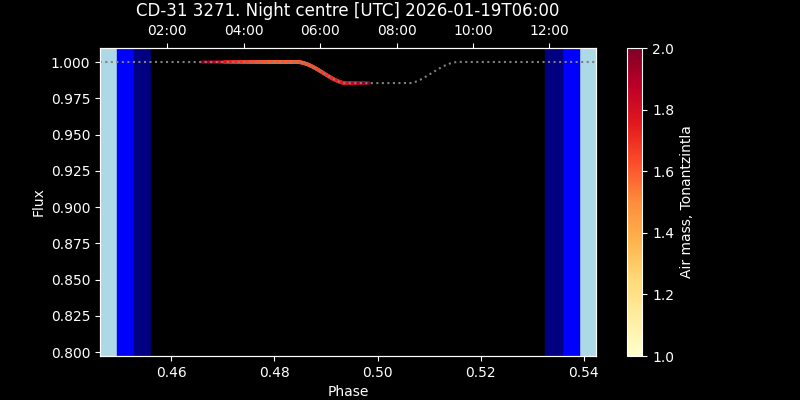 CD-31 3271. Night centre [UTC] 2026-01-19T06:00
02:00 04:00 06:00 08:00 10:00 12:00
1.000
0.975
0.950
0.925
0.900
0.875
0.850
0.825
0.800
Flux
0.46 0.48 0.50 0.52 0.54
Phase
2.0
1.8
1.6
1.4
1.2
1.0
Air mass, Tonantzintla